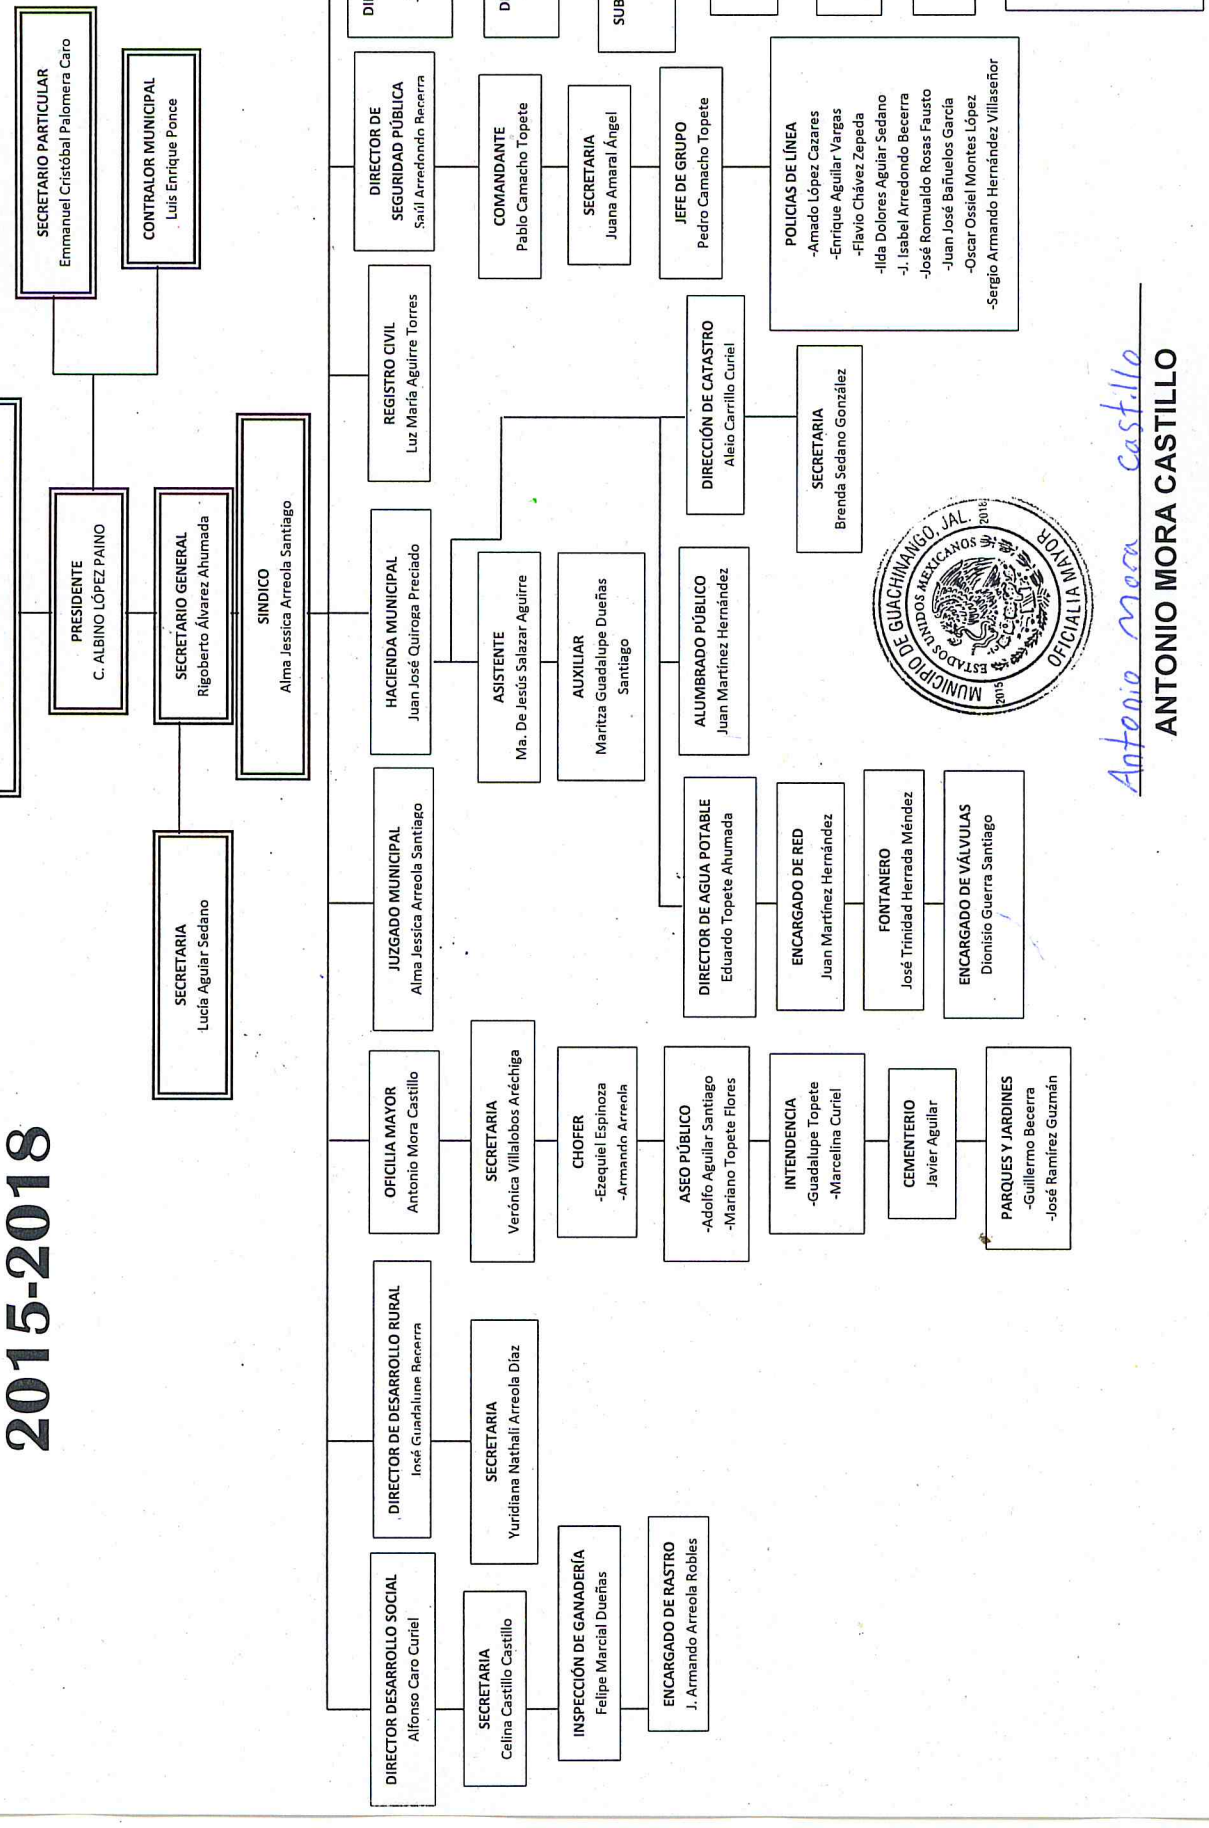 2015-2018
PRESIDENTE
C. ALBINO LÓPEZ PAINO
SECRETARIO PARTICULAR
Emmanuel Cristóbal Palomera Caro
CONTRALOR MUNICIPAL
Luis Enrique Ponce
SECRETARIA
Lucía Aguiar Sedano
SECRETARIO GENERAL
Rigoberto Álvarez Ahumada
SINDICO
Alma Jessica Arreola Santiago
DIRECTOR DESARROLLO SOCIAL
Alfonso Caro Curiel
SECRETARIA
Celina Castillo Castillo
INSPECCIÓN DE GANADERÍA
Felipe Marcial Dueñas
ENCARGADO DE RASTRO
J. Armando Arreola Robles
DIRECTOR DE DESARROLLO RURAL
José Guadalupe Becerra
SECRETARIA
Yuridiana Nathali Arreola Díaz
OFICILIA MAYOR
Antonio Mora Castillo
SECRETARIA
Verónica Villalobos Aréchiga
CHOFER
-Ezequiel Espinoza
-Armando Arreola
ASEO PÚBLICO
-Adolfo Aguilar Santiago
-Mariano Topete Flores
INTENDENCIA
-Guadalupe Topete
-Marcelina Curiel
CEMENTERIO
Javier Aguilar
PARQUES Y JARDINES
-Guillermo Becerra
-José Ramírez Guzmán
JUZGADO MUNICIPAL
Alma Jessica Arreola Santiago
HACIENDA MUNICIPAL
Juan José Quiroga Preciado
ASISTENTE
Ma. De Jesús Salazar Aguirre
AUXILIAR
Maritza Guadalupe Dueñas
Santiago
DIRECTOR DE AGUA POTABLE
Eduardo Topete Ahumada
ENCARGADO DE RED
Juan Martínez Hernández
FONTANERO
José Trinidad Herrada Méndez
ENCARGADO DE VÁLVULAS
Dionisio Guerra Santiago
ALUMBRADO PÚBLICO
Juan Martínez Hernández
DIRECCIÓN DE CATASTRO
Alejo Carrillo Curiel
SECRETARIA
Brenda Sedano González
REGISTRO CIVIL
Luz María Aguirre Torres
DIRECTOR DE
SEGURIDAD PÚBLICA
Saúl Arredondo Becerra
COMANDANTE
Pablo Camacho Topete
SECRETARIA
Juana Amaral Ángel
JEFE DE GRUPO
Pedro Camacho Topete
POLICIAS DE LÍNEA
-Amado López Cazares
-Enrique Aguilar Vargas
-Flavio Chávez Zepeda
-Ilda Dolores Aguiar Sedano
-J. Isabel Arredondo Becerra
-José Romualdo Rosas Fausto
-Juan José Bañuelos García
-Oscar Ossiel Montes López
-Sergio Armando Hernández Villaseñor
SUB
MUNICIPIO DE GUACHINANGO, JAL.
ESTADOS UNIDOS MEXICANOS
2015 2018
OFICIALIA MAYOR
Antonio Mora Castillo
ANTONIO MORA CASTILLO